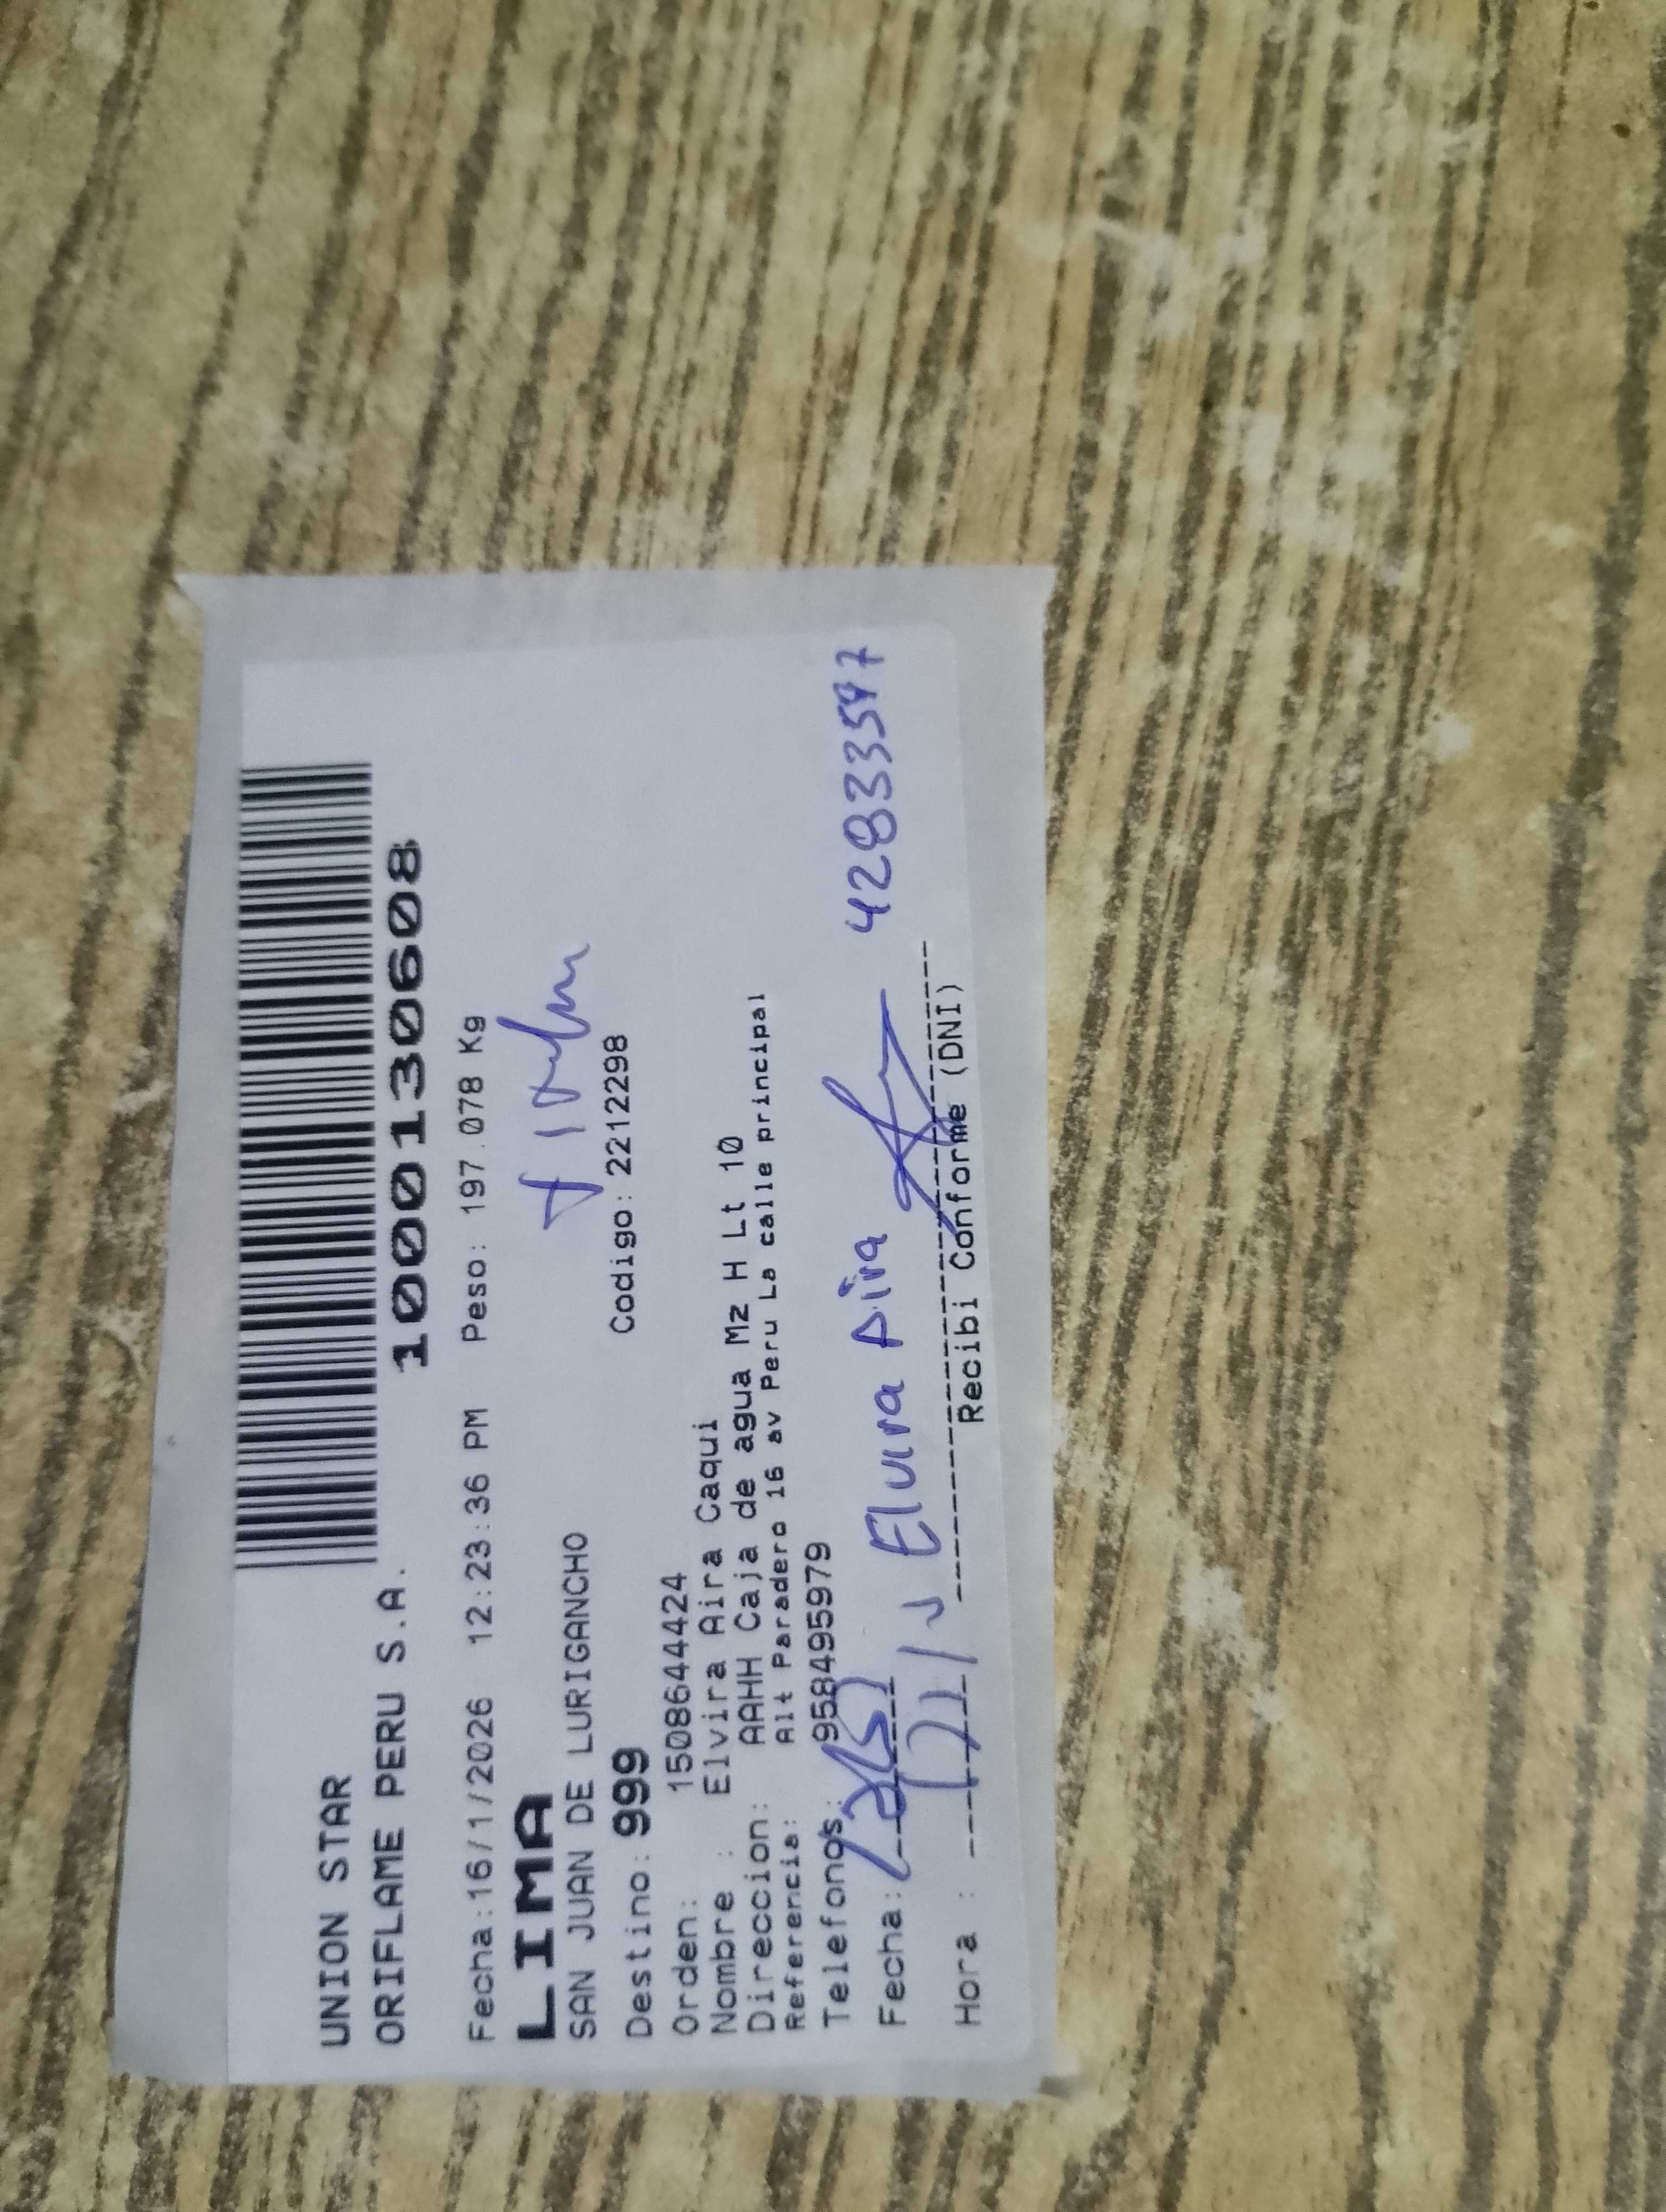 UNION STAR
ORIFLAME PERU S.A.
1000130608
Fecha:16/1/2026 12:23:36 PM Peso: 197.078 Kg
LIMA
SAN JUAN DE LURIGANCHO
Destino: 999 Codigo: 2212298
Orden: 1508644424
Nombre : Elvira Aira Caqui
Direccion: AAHH Caja de agua Mz H Lt 10
Referencia: Alt Paradero 16 av Peru La calle principal
Telefonos: 958495979
Fecha: Elvira Aira 42833597
Hora :
Recibi Conforme (DNI)